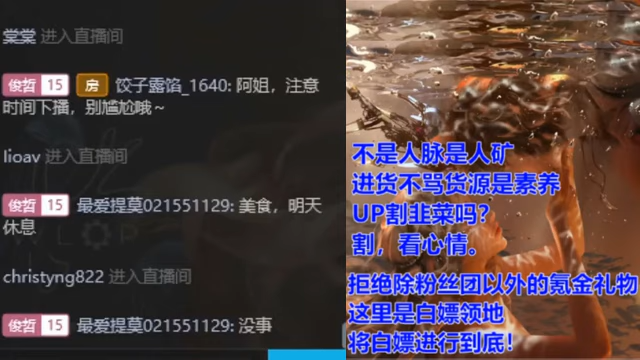 棠棠 进入直播间
俊哲 15 房 饺子露馅_1640: 阿姐，注意
时间下播，别尴尬哦～
lioav 进入直播间
俊哲 15 最爱提莫021551129: 美食，明天
休息
christyng822 进入直播间
俊哲 15 最爱提莫021551129: 没事
不是人脉是人矿
进货不骂货源是素养
UP割韭菜吗？
割，看心情。
拒绝除粉丝团以外的氪金礼物
这里是白嫖领地
将白嫖进行到底！